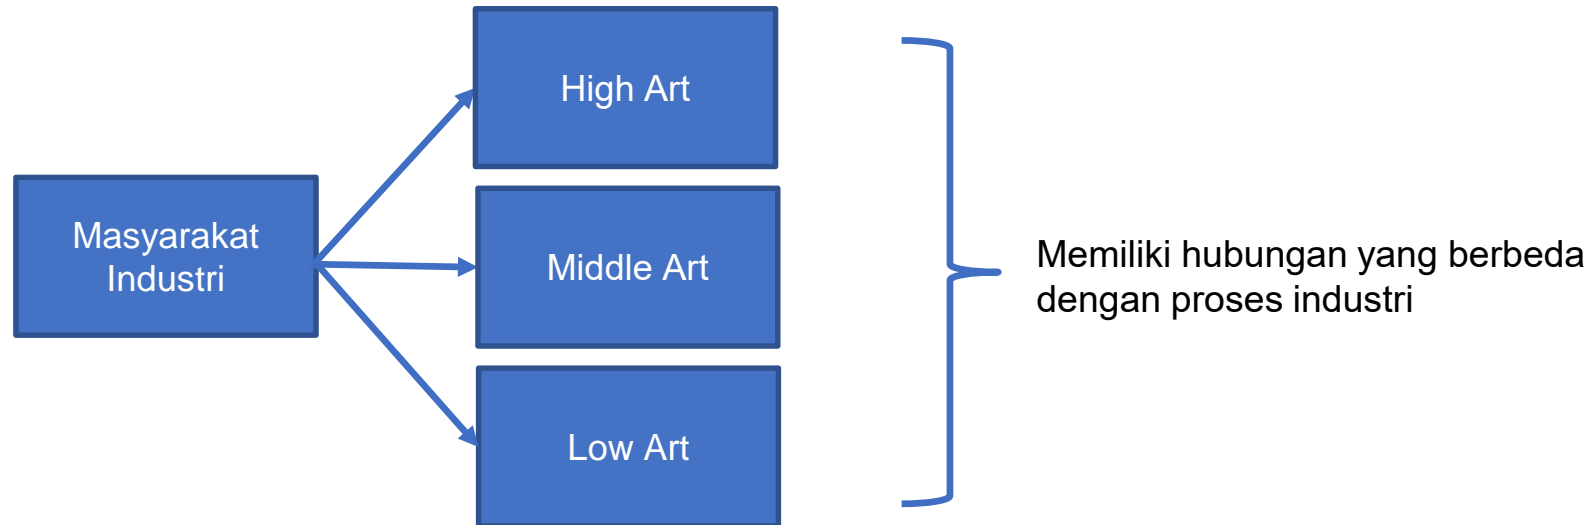 High Art
Masyarakat
Industri
Middle Art
Low Art
Memiliki hubungan yang berbeda
dengan proses industri